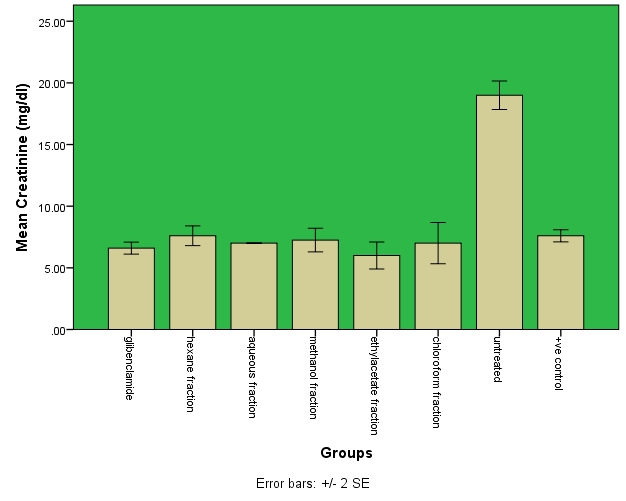 Mean Creatinine (mg/dl)
25.00
20.00
15.00
10.00
5.00
.00
glibenclamide
hexane fraction
aqueous fraction
methanol fraction
ethylacetate fraction
chloroform fraction
untreated
+ve control
Groups
Error bars: +/- 2 SE